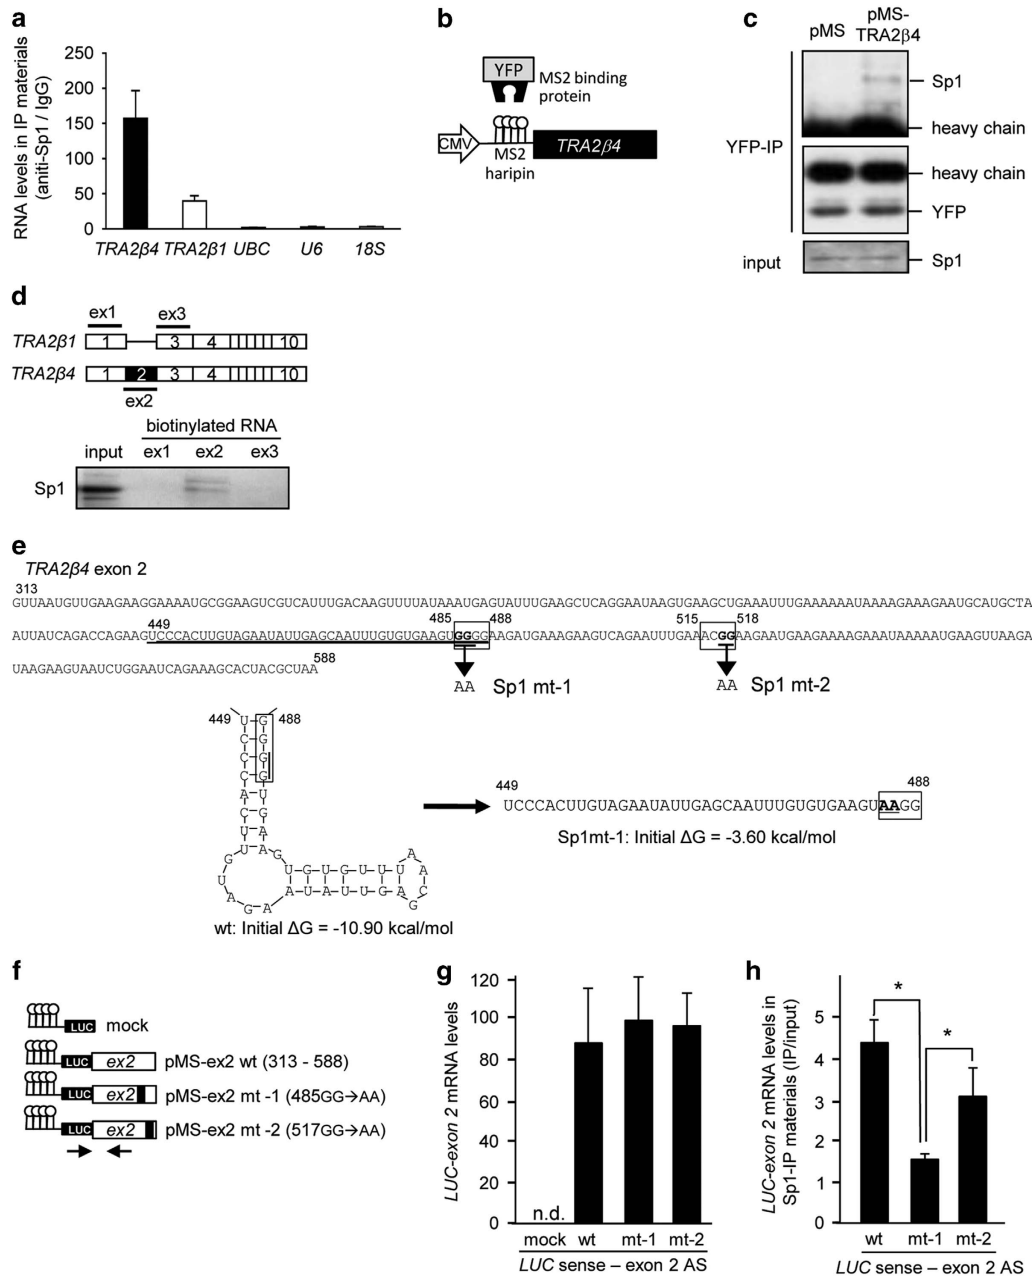 a
RNA levels in IP materials
(aniti-Sp1 / IgG)
250
200
150
100
50
0
TRA2β4 TRA2β1 UBC U6 18S
b
YFP
MS2 binding
protein
CMV
MS2
haripin
TRA2β4
c
pMS
pMS-
TRA2β4
YFP-IP
Sp1
heavy chain
heavy chain
YFP
input
Sp1
d
ex1 ex3
TRA2β1 1 3 4 10
TRA2β4 1 2 3 4 10
ex2
biotinylated RNA
input ex1 ex2 ex3
Sp1
e
TRA2β4 exon 2
313
GUUAAUGUUGAAGAAGGAAAAUGCGGAAGUCGUCAUUUGACAAGUUUUAUAAAUGAGUAUUUGAAGCUCAGGAAUAAGUGAAGCUGAAAUUUGAAAAAAUAAAAGAAAGAAUGCAUGCUA
449 485 488 515 518
AUUAUCAGACCAGAAGUCCCACUUGUAGAAUAUUGAGCAAUUUGUGUGAAGUGGGGAAGAUGAAAGAAGUCAGAAUUUGAAACGGAAGAAUGAAGAAAAGAAAUAAAAAUGAAGUUAAGA
588
UAAGAAGUAAUCUGGAAUCAGAAAGCACUACGCUAA
AA Sp1 mt-1
AA Sp1 mt-2
449 488
wt: Initial ΔG = -10.90 kcal/mol
449 488
UCCCACUUGUAGAAUAUUGAGCAAUUUGUGUGAAGUAAGG
Sp1mt-1: Initial ΔG = -3.60 kcal/mol
f
LUC mock
LUC ex2 pMS-ex2 wt (313 - 588)
LUC ex2 pMS-ex2 mt -1 (485GG→AA)
LUC ex2 pMS-ex2 mt -2 (517GG→AA)
g
LUC-exon 2 mRNA levels
120
100
80
60
40
20
0
n.d.
mock wt mt-1 mt-2
LUC sense – exon 2 AS
h
LUC-exon 2 mRNA levels in
Sp1-IP materials (IP/input)
5
4
3
2
1
0
*
*
wt mt-1 mt-2
LUC sense – exon 2 AS